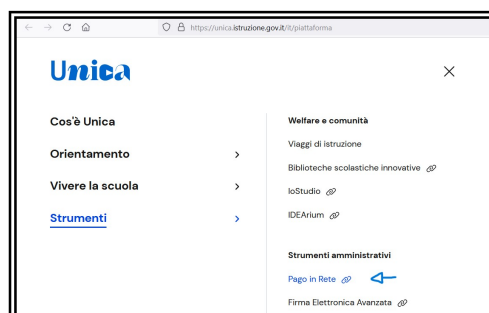 https://unica.istruzione.gov.it/it/piattaforma
Unica
Cos'è Unica
Orientamento
Vivere la scuola
Strumenti
Welfare e comunità
Viaggi di istruzione
Biblioteche scolastiche innovative
IoStudio
IDEArium
Strumenti amministrativi
Pago in Rete
Firma Elettronica Avanzata